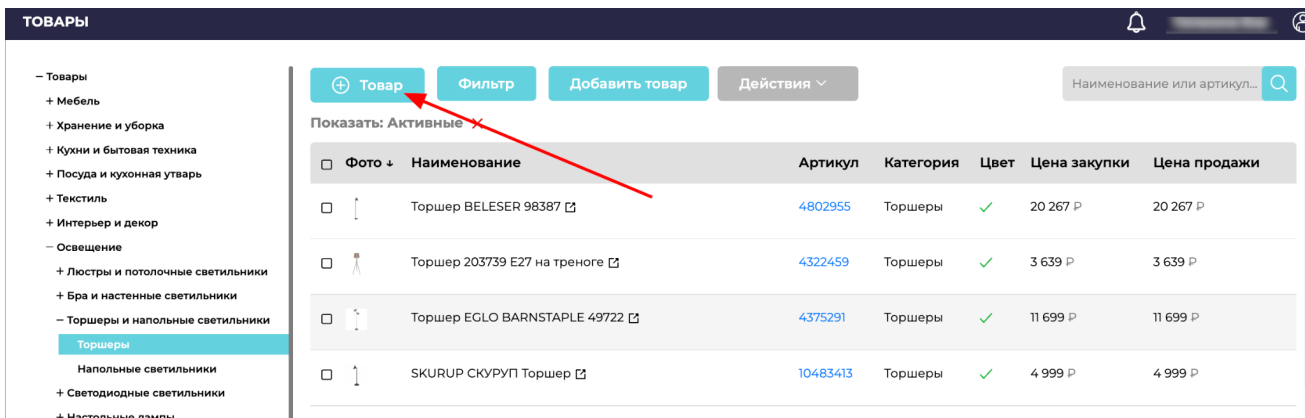 ТОВАРЫ
— Товары
+ Мебель
+ Хранение и уборка
+ Кухни и бытовая техника
+ Посуда и кухонная утварь
+ Текстиль
+ Интерьер и декор
— Освещение
+ Люстры и потолочные светильники
+ Бра и настенные светильники
— Торшеры и напольные светильники
Торшеры
Напольные светильники
+ Светодиодные светильники
+ Настольные лампы
Товар Фильтр Добавить товар Действия Наименование или артикул...
Показать: Активные ×
Фото ↓ Наименование Артикул Категория Цвет Цена закупки Цена продажи
Торшер BELESER 98387 4802955 Торшеры ✓ 20 267 ₽ 20 267 ₽
Торшер 203739 E27 на треноге 4322459 Торшеры ✓ 3 639 ₽ 3 639 ₽
Торшер EGLO BARNSTAPLE 49722 4375291 Торшеры ✓ 11 699 ₽ 11 699 ₽
SKURUP СКУРУП Торшер 10483413 Торшеры ✓ 4 999 ₽ 4 999 ₽